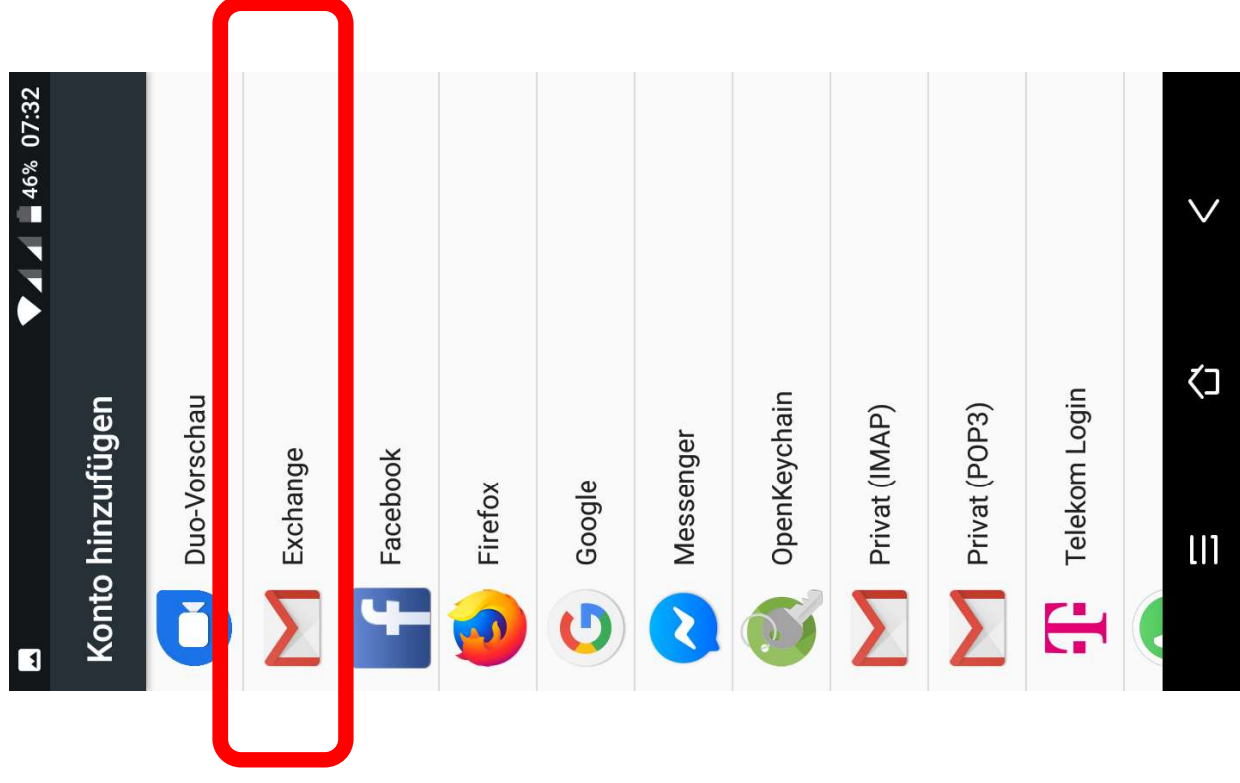 46% 07:32
Konto hinzufügen
Duo-Vorschau
Exchange
Facebook
Firefox
Google
Messenger
OpenKeychain
Privat (IMAP)
Privat (POP3)
Telekom Login